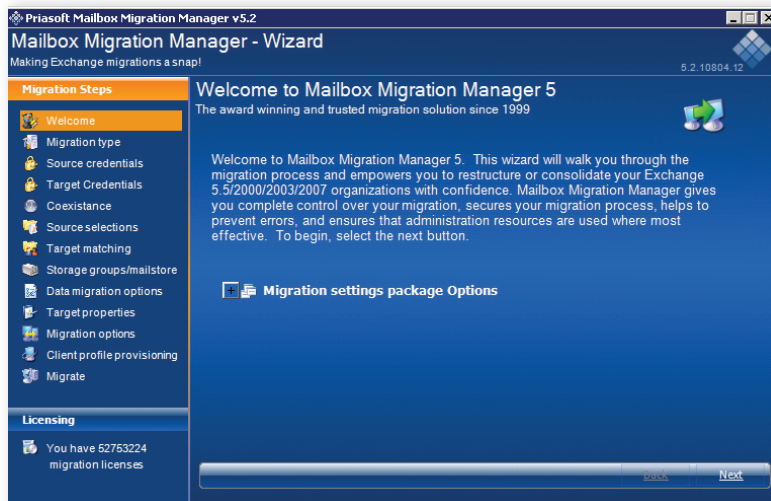 Priasoft Mailbox Migration Manager v5.2
Mailbox Migration Manager - Wizard
Making Exchange migrations a snap!
5.2.10804.12
Migration Steps
Welcome
Migration type
Source credentials
Target Credentials
Coexistance
Source selections
Target matching
Storage groups/mailstore
Data migration options
Target properties
Migration options
Client profile provisioning
Migrate
Licensing
You have 52753224
migration licenses
Welcome to Mailbox Migration Manager 5
The award winning and trusted migration solution since 1999
Welcome to Mailbox Migration Manager 5. This wizard will walk you through the
migration process and empowers you to restructure or consolidate your Exchange
5.5/2000/2003/2007 organizations with confidence. Mailbox Migration Manager gives
you complete control over your migration, secures your migration process, helps to
prevent errors, and ensures that administration resources are used where most
effective. To begin, select the next button.
Migration settings package Options
Back Next